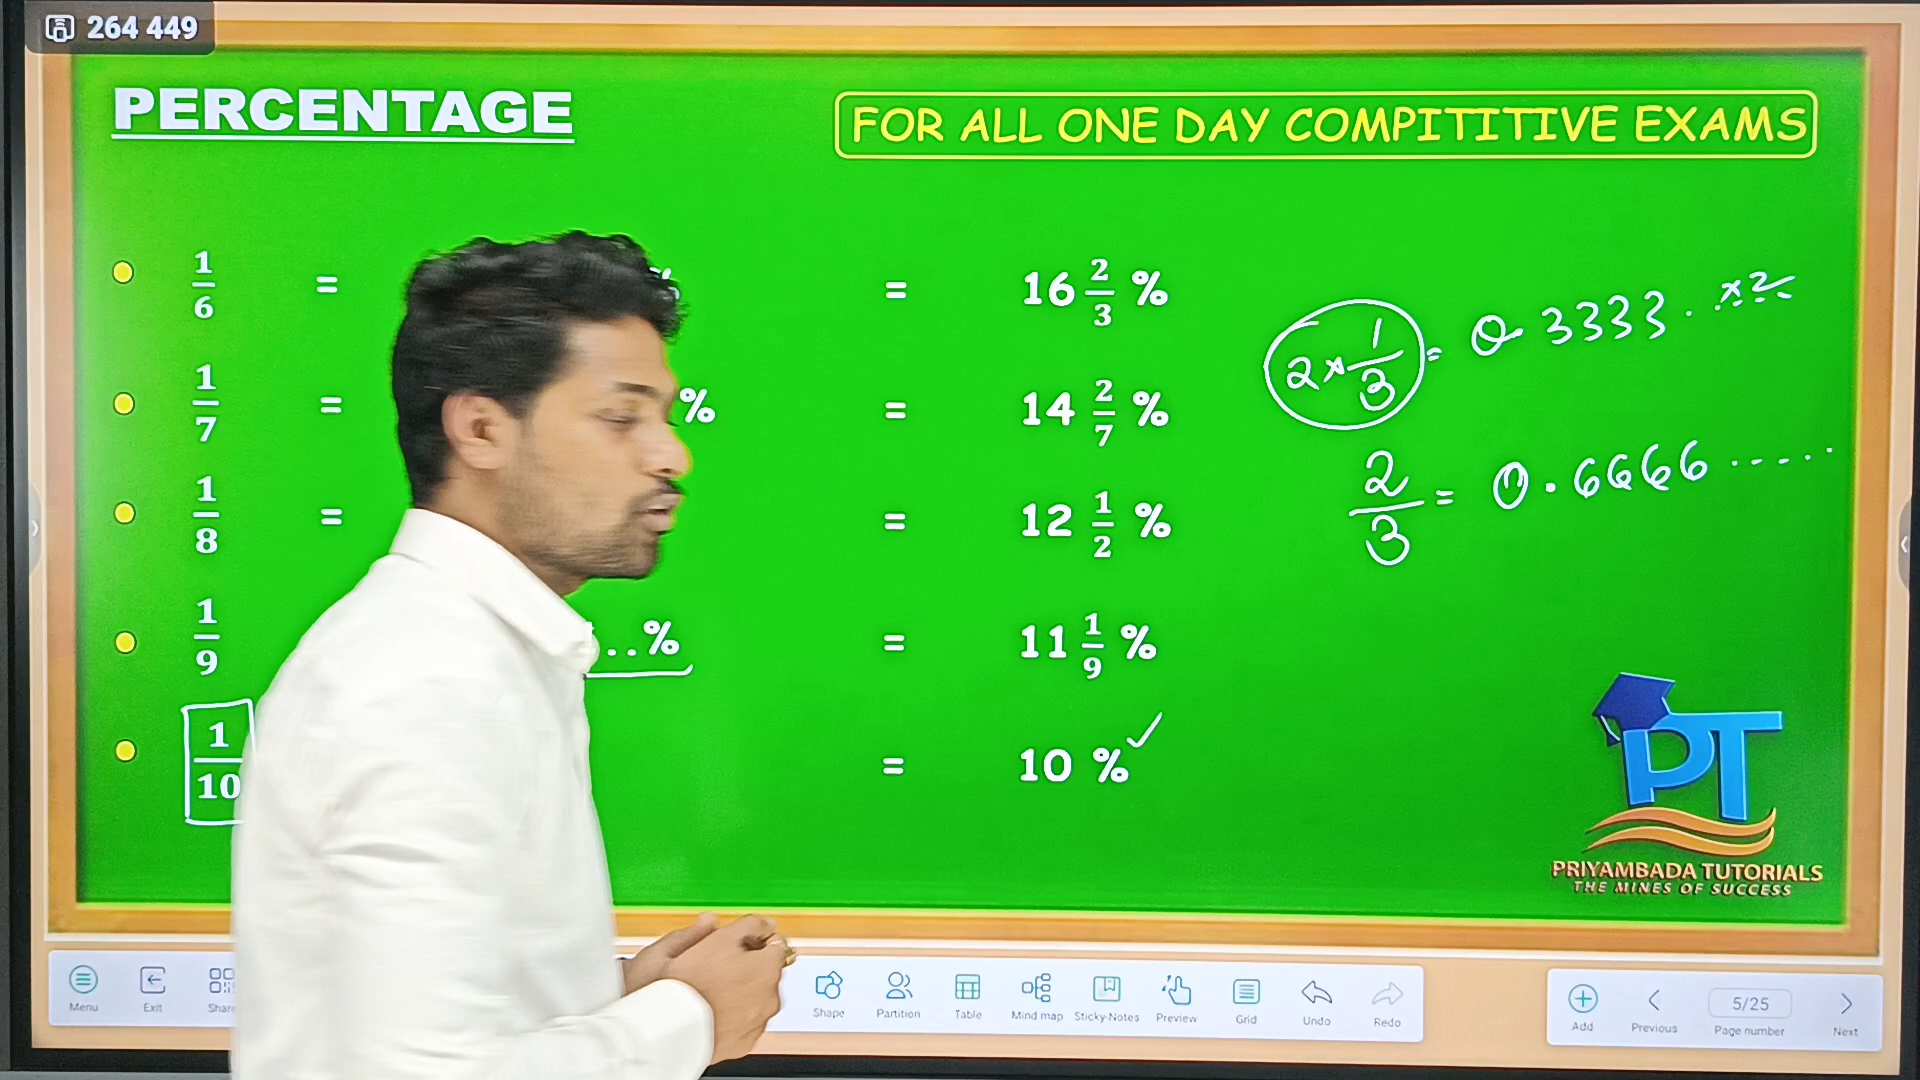 264 449
PERCENTAGE
FOR ALL ONE DAY COMPITITIVE EXAMS
1/6 = % = 16 2/3 %
1/7 = % = 14 2/7 %
1/8 = = 12 1/2 %
1/9 ..% = 11 1/9 %
1/10 = 10 % ✓
2 × 1/3 = 0.3333... ×2
2/3 = 0.6666.....
PT
PRIYAMBADA TUTORIALS
THE MINES OF SUCCESS
Menu Exit Share Shape Partition Table Mind map Sticky-Notes Preview Grid Undo Redo
Add Previous 5/25 Page number Next